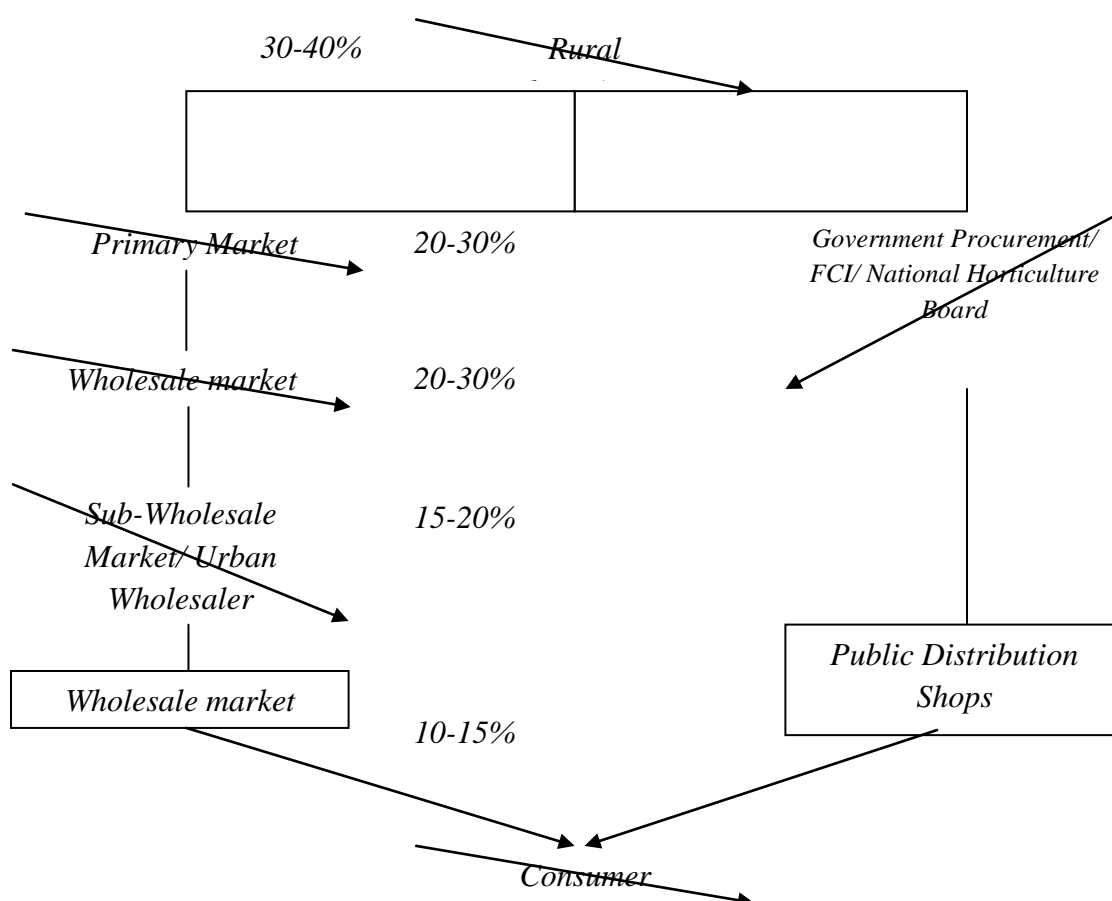 30-40%
Rural
Primary Market
20-30%
Government Procurement/
FCI/ National Horticulture
Board
Wholesale market
20-30%
Sub-Wholesale
Market/ Urban
Wholesaler
15-20%
Public Distribution
Shops
Wholesale market
10-15%
Consumer